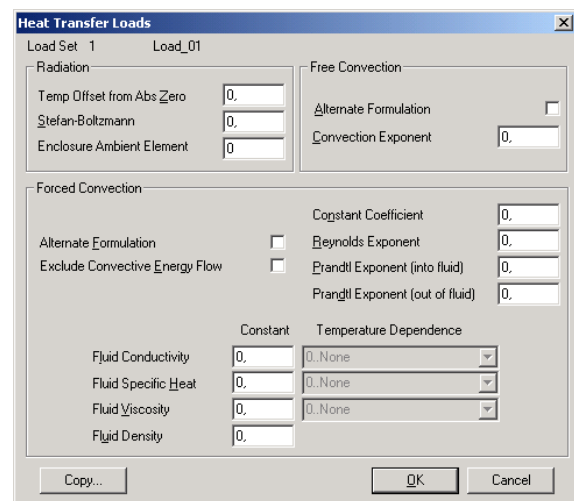 Heat Transfer Loads
Load Set 1 Load_01
Radiation
Temp Offset from Abs Zero 0,
Stefan-Boltzmann 0,
Enclosure Ambient Element 0
Free Convection
Alternate Formulation
Convection Exponent 0,
Forced Convection
Alternate Formulation
Exclude Convective Energy Flow
Constant Coefficient 0,
Reynolds Exponent 0,
Prandtl Exponent (into fluid) 0,
Prandtl Exponent (out of fluid) 0,
Constant Temperature Dependence
Fluid Conductivity 0, 0..None
Fluid Specific Heat 0, 0..None
Fluid Viscosity 0, 0..None
Fluid Density 0,
Copy... OK Cancel